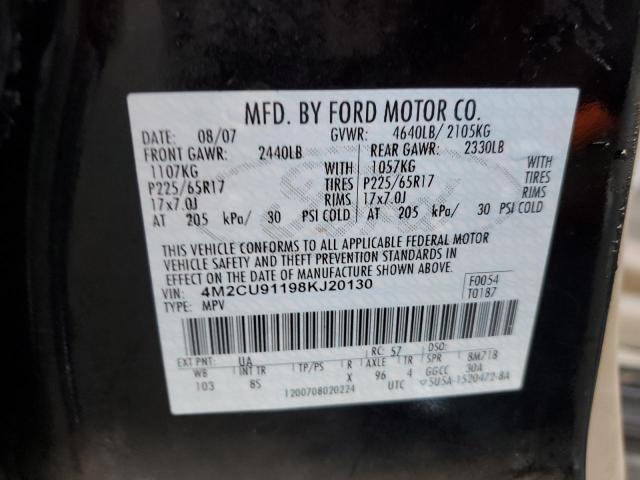 MFD. BY FORD MOTOR CO.
DATE: 08/07 GVWR: 4640LB/ 2105KG
FRONT GAWR: 2440LB REAR GAWR: 2330LB
1107KG WITH 1057KG WITH
P225/65R17 TIRES P225/65R17 TIRES
17x7.0J RIMS 17x7.0J RIMS
AT 205 kPa/ 30 PSI COLD AT 205 kPa/ 30 PSI COLD
THIS VEHICLE CONFORMS TO ALL APPLICABLE FEDERAL MOTOR
VEHICLE SAFETY AND THEFT PREVENTION STANDARDS IN
EFFECT ON THE DATE OF MANUFACTURE SHOWN ABOVE.
VIN: 4M2CU91198KJ20130 F0054
TYPE: MPV T0187
EXT PNT: UA RC: 57 DSO:
WB INT TR TP/PS R AXLE TR SPR 8M718
103 8S X 96 4 GGCC 30A
1200708020224 UTC 5U5A-1520472-8A